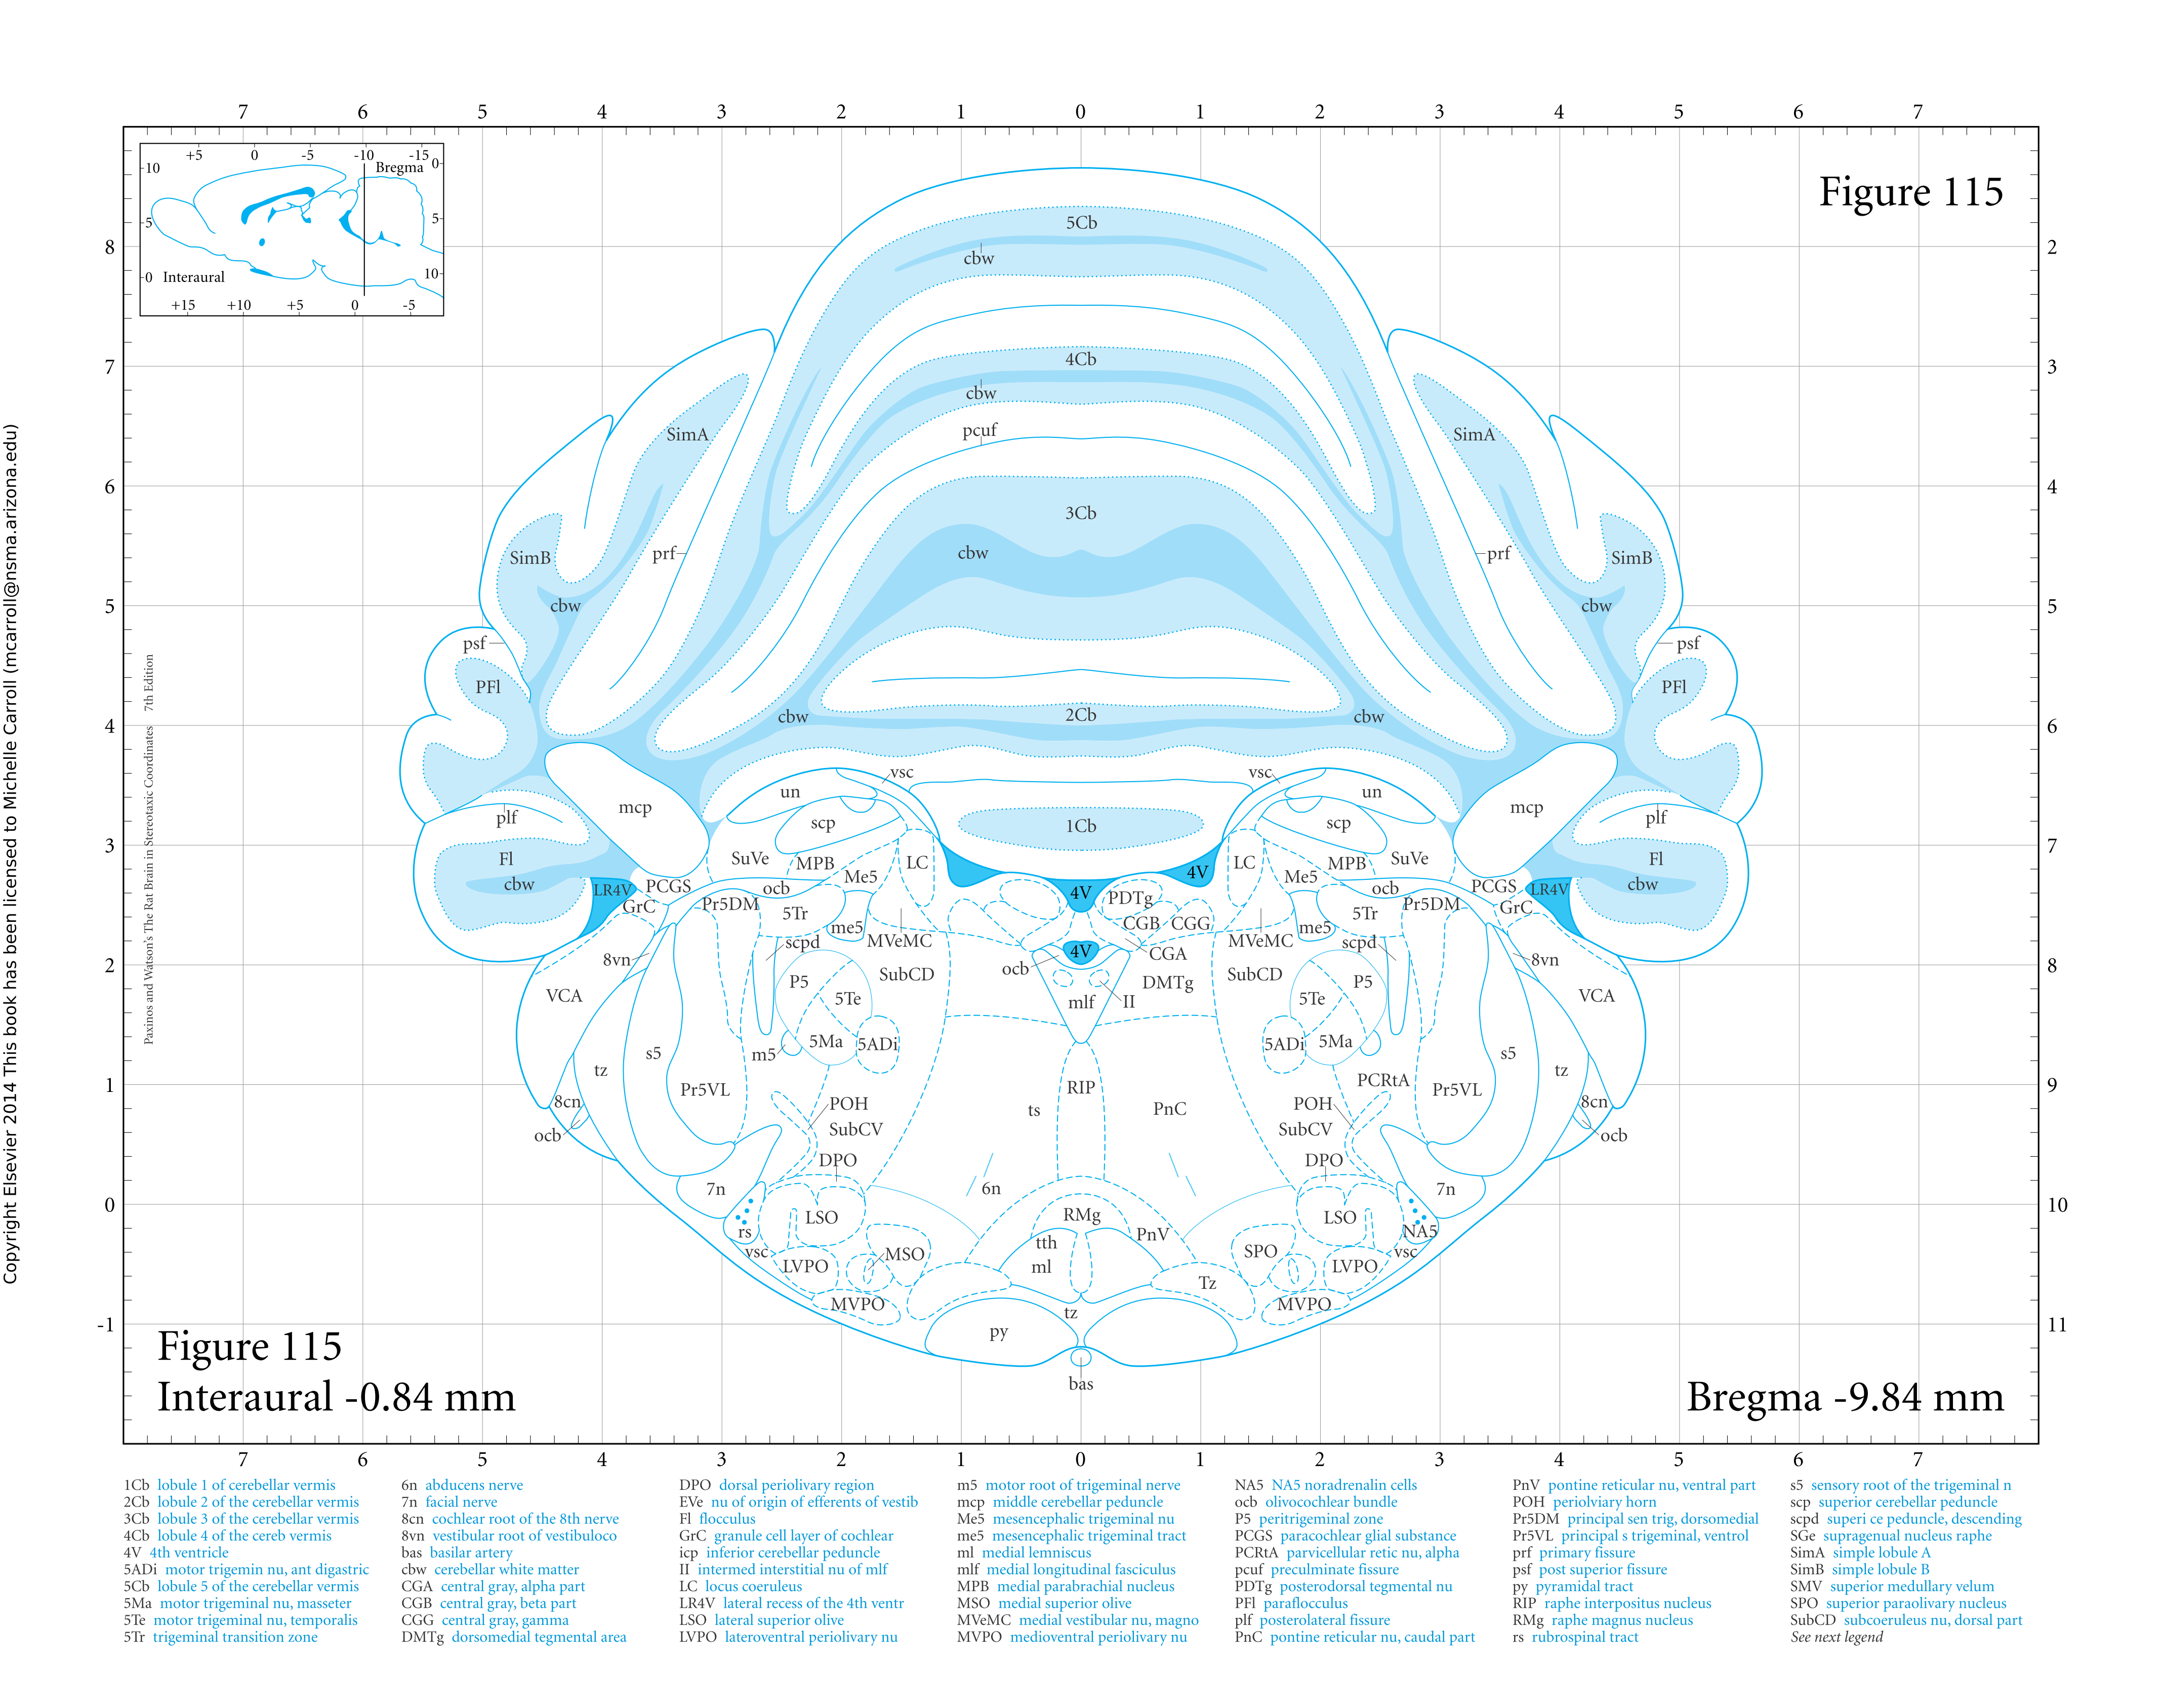 7 6 5 4 3 2 1 0 1 2 3 4 5 6 7
+5 0 -5 -10 -15
Bregma 0
10
5 5
0 Interaural 10
+15 +10 +5 0 -5
Figure 115
8 2
7 3
6 4
5 5
4 6
3 7
2 8
1 9
0 10
-1 11
Copyright Elsevier 2014 This book has been licensed to Michelle Carroll (mcarroll@nsma.arizona.edu)
Paxinos and Watson's The Rat Brain in Stereotaxic Coordinates 7th Edition
5Cb
cbw
4Cb
cbw
SimA pcuf SimA
3Cb
SimB prf cbw prf SimB
cbw cbw
psf psf
PFl PFl
cbw 2Cb cbw
vsc vsc
un un
mcp mcp
plf scp 1Cb scp plf
Fl SuVe MPB LC LC MPB SuVe Fl
cbw LR4V PCGS ocb Me5 4V 4V Me5 ocb PCGS LR4V cbw
GrC Pr5DM 5Tr PDTg 5Tr Pr5DM GrC
me5 MVeMC CGB CGG MVeMC me5
8vn scpd 4V CGA scpd 8vn
ocb
VCA P5 5Te SubCD mlf II DMTg SubCD 5Te P5 VCA
s5 m5 5Ma 5ADi 5ADi 5Ma s5
tz Pr5VL RIP PCRtA Pr5VL tz
8cn POH ts PnC POH 8cn
ocb SubCV SubCV ocb
DPO DPO
7n 6n 7n
LSO RMg LSO
rs PnV NA5
vsc MSO tth SPO vsc
LVPO ml Tz LVPO
MVPO tz MVPO
py
bas
Figure 115
Interaural -0.84 mm
Bregma -9.84 mm
7 6 5 4 3 2 1 0 1 2 3 4 5 6 7
1Cb lobule 1 of cerebellar vermis
2Cb lobule 2 of the cerebellar vermis
3Cb lobule 3 of the cerebellar vermis
4Cb lobule 4 of the cereb vermis
4V 4th ventricle
5ADi motor trigemin nu, ant digastric
5Cb lobule 5 of the cerebellar vermis
5Ma motor trigeminal nu, masseter
5Te motor trigeminal nu, temporalis
5Tr trigeminal transition zone
6n abducens nerve
7n facial nerve
8cn cochlear root of the 8th nerve
8vn vestibular root of vestibuloco
bas basilar artery
cbw cerebellar white matter
CGA central gray, alpha part
CGB central gray, beta part
CGG central gray, gamma
DMTg dorsomedial tegmental area
DPO dorsal periolivary region
EVe nu of origin of efferents of vestib
Fl flocculus
GrC granule cell layer of cochlear
icp inferior cerebellar peduncle
II intermed interstitial nu of mlf
LC locus coeruleus
LR4V lateral recess of the 4th ventr
LSO lateral superior olive
LVPO lateroventral periolivary nu
m5 motor root of trigeminal nerve
mcp middle cerebellar peduncle
Me5 mesencephalic trigeminal nu
me5 mesencephalic trigeminal tract
ml medial lemniscus
mlf medial longitudinal fasciculus
MPB medial parabrachial nucleus
MSO medial superior olive
MVeMC medial vestibular nu, magno
MVPO medioventral periolivary nu
NA5 NA5 noradrenalin cells
ocb olivocochlear bundle
P5 peritrigeminal zone
PCGS paracochlear glial substance
PCRtA parvicellular retic nu, alpha
pcuf preculminate fissure
PDTg posterodorsal tegmental nu
PFl paraflocculus
plf posterolateral fissure
PnC pontine reticular nu, caudal part
PnV pontine reticular nu, ventral part
POH periolviary horn
Pr5DM principal sen trig, dorsomedial
Pr5VL principal s trigeminal, ventrol
prf primary fissure
psf post superior fissure
py pyramidal tract
RIP raphe interpositus nucleus
RMg raphe magnus nucleus
rs rubrospinal tract
s5 sensory root of the trigeminal n
scp superior cerebellar peduncle
scpd superi ce peduncle, descending
SGe supragenual nucleus raphe
SimA simple lobule A
SimB simple lobule B
SMV superior medullary velum
SPO superior paraolivary nucleus
SubCD subcoeruleus nu, dorsal part
See next legend